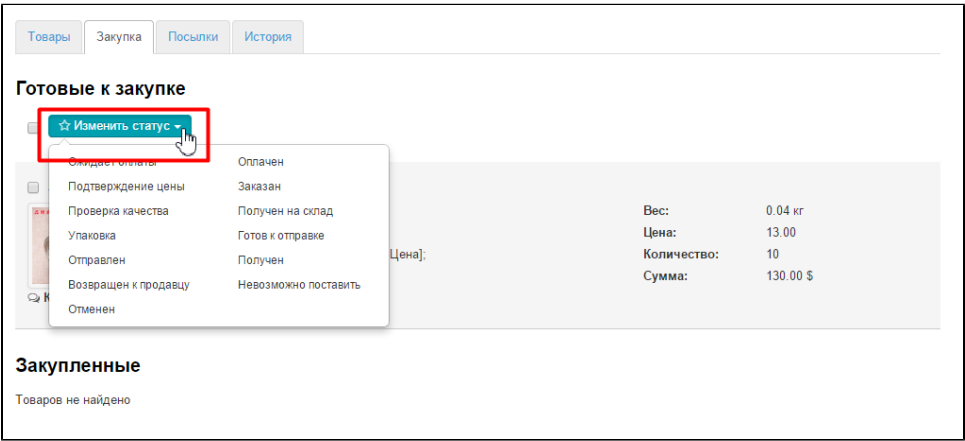 Товары Закупка Посылки История
Готовые к закупке
Изменить статус
Ожидает оплаты Оплачен
Подтверждение цены Заказан
Проверка качества Получен на склад
Упаковка Готов к отправке
Отправлен Получен
Возвращен к продавцу Невозможно поставить
Отменен
Цена];
Вес: 0.04 кг
Цена: 13.00
Количество: 10
Сумма: 130.00 $
Закупленные
Товаров не найдено